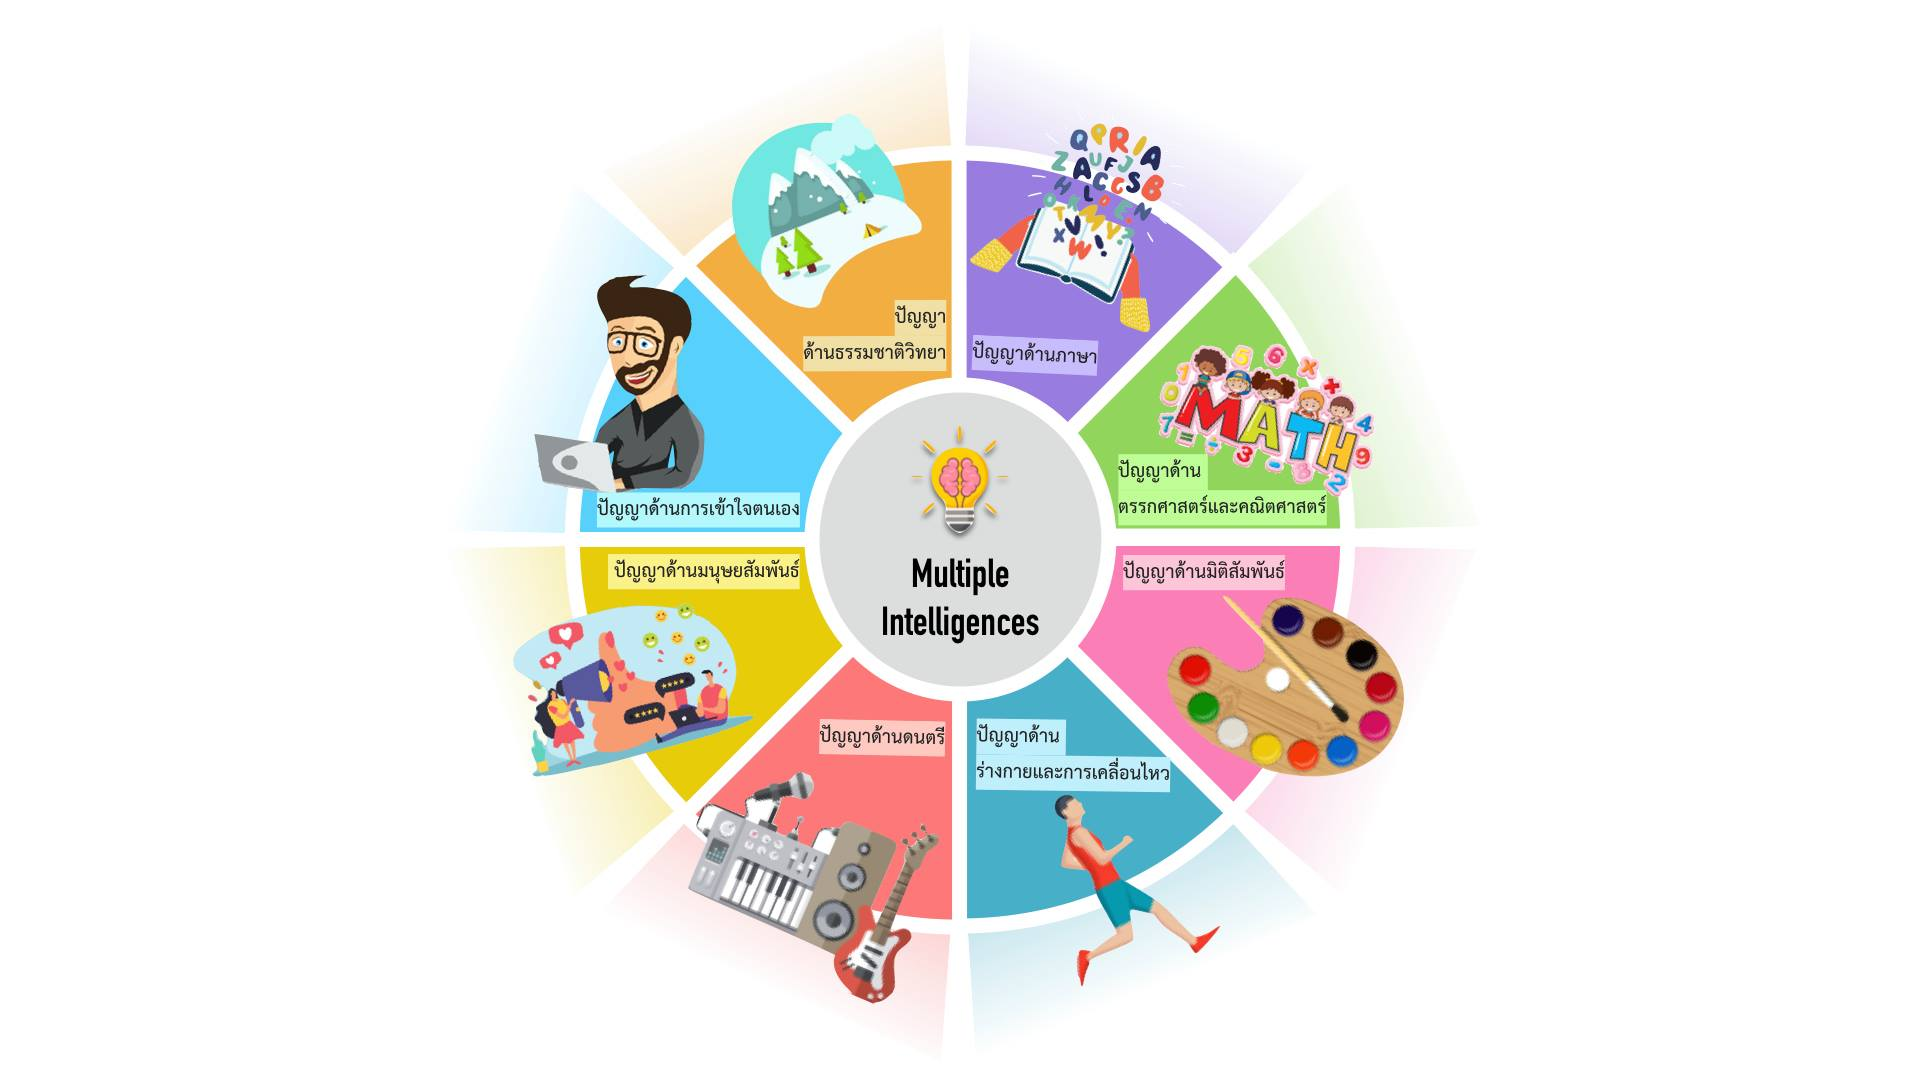 ปัญญา
ด้านธรรมชาติวิทยา
ปัญญาด้านภาษา
MATH
ปัญญาด้าน
ตรรกศาสตร์และคณิตศาสตร์
ปัญญาด้านการเข้าใจตนเอง
Multiple
Intelligences
ปัญญาด้านมนุษยสัมพันธ์
ปัญญาด้านมิติสัมพันธ์
ปัญญาด้านดนตรี
ปัญญาด้าน
ร่างกายและการเคลื่อนไหว